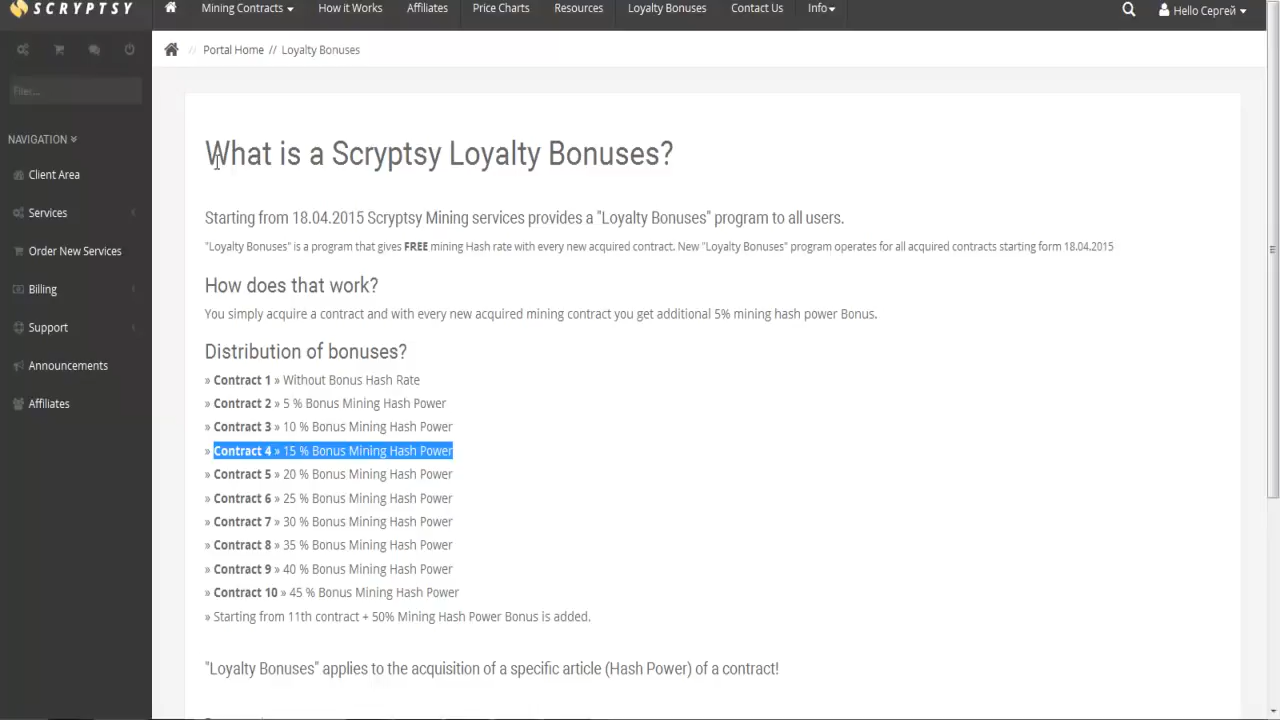 SCRYPTSY
Mining Contracts
How it Works
Affiliates
Price Charts
Resources
Loyalty Bonuses
Contact Us
Info
Hello Сергей
// Portal Home // Loyalty Bonuses
Filter...
NAVIGATION
Client Area
Services
Order New Services
Billing
Support
Announcements
Affiliates
What is a Scryptsy Loyalty Bonuses?
Starting from 18.04.2015 Scryptsy Mining services provides a "Loyalty Bonuses" program to all users.
"Loyalty Bonuses" is a program that gives FREE mining Hash rate with every new acquired contract. New "Loyalty Bonuses" program operates for all acquired contracts starting form 18.04.2015
How does that work?
You simply acquire a contract and with every new acquired mining contract you get additional 5% mining hash power Bonus.
Distribution of bonuses?
» Contract 1 » Without Bonus Hash Rate
» Contract 2 » 5 % Bonus Mining Hash Power
» Contract 3 » 10 % Bonus Mining Hash Power
» Contract 4 » 15 % Bonus Mining Hash Power
» Contract 5 » 20 % Bonus Mining Hash Power
» Contract 6 » 25 % Bonus Mining Hash Power
» Contract 7 » 30 % Bonus Mining Hash Power
» Contract 8 » 35 % Bonus Mining Hash Power
» Contract 9 » 40 % Bonus Mining Hash Power
» Contract 10 » 45 % Bonus Mining Hash Power
» Starting from 11th contract + 50% Mining Hash Power Bonus is added.
"Loyalty Bonuses" applies to the acquisition of a specific article (Hash Power) of a contract!